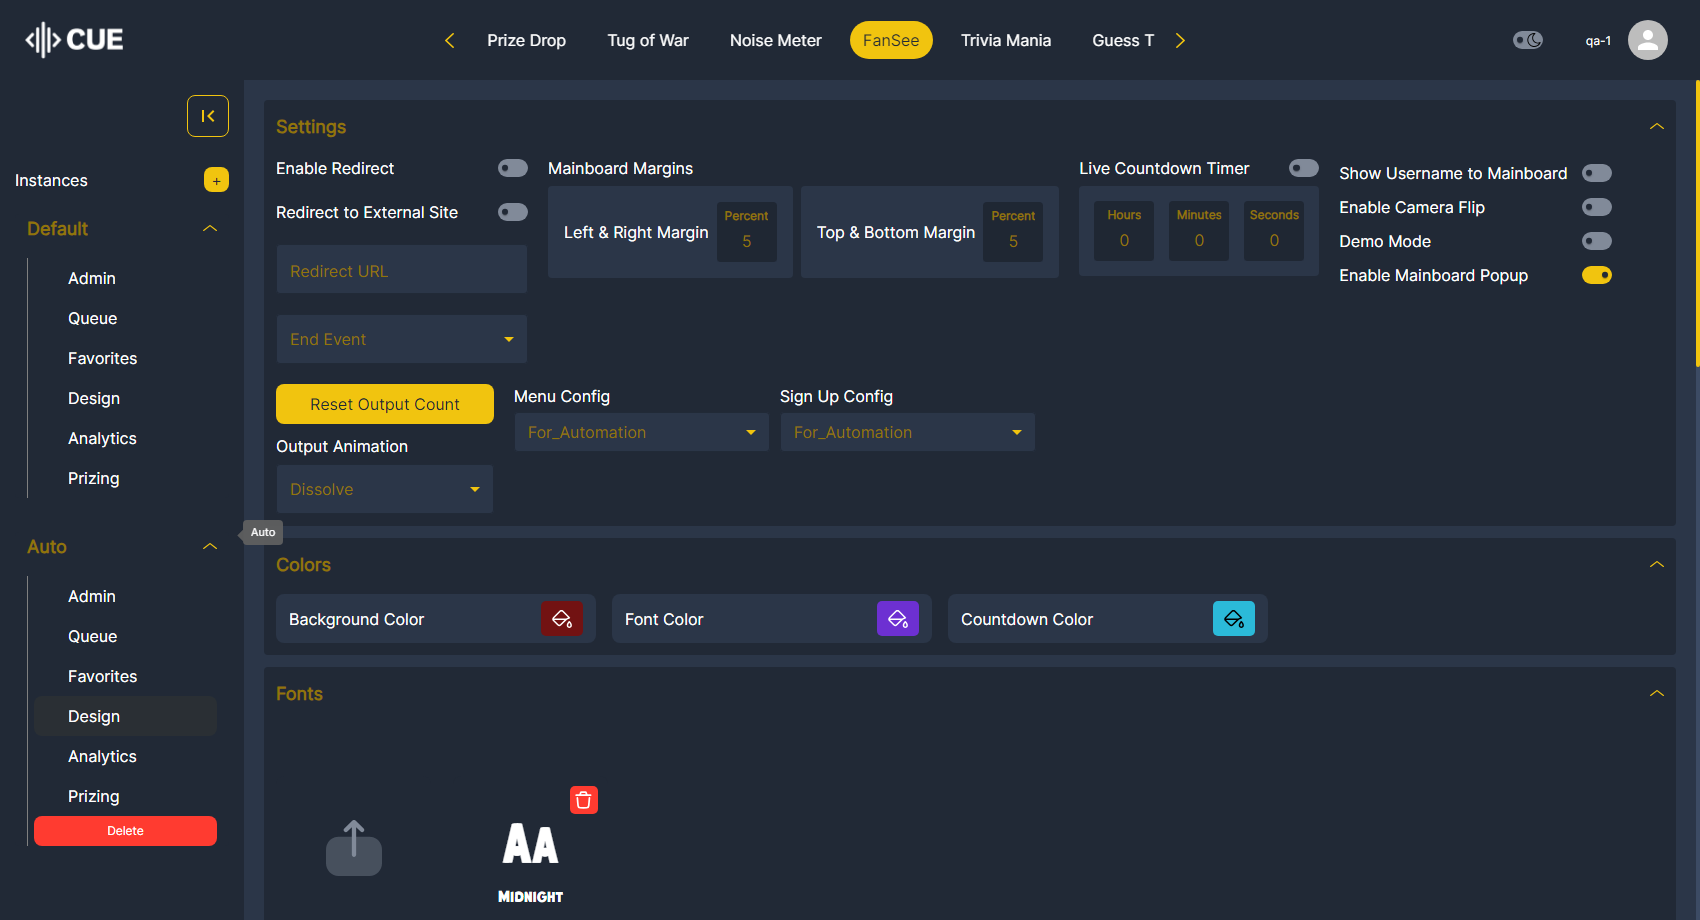 CUE
Prize Drop
Tug of War
Noise Meter
FanSee
Trivia Mania
Guess T
qa-1
Instances
+
Default
Admin
Queue
Favorites
Design
Analytics
Prizing
Auto
Admin
Queue
Favorites
Design
Analytics
Prizing
Delete
Auto
Settings
Enable Redirect
Redirect to External Site
Redirect URL
End Event
Mainboard Margins
Left & Right Margin
Percent
5
Top & Bottom Margin
Percent
5
Live Countdown Timer
Hours
0
Minutes
0
Seconds
0
Show Username to Mainboard
Enable Camera Flip
Demo Mode
Enable Mainboard Popup
Reset Output Count
Output Animation
Dissolve
Menu Config
For_Automation
Sign Up Config
For_Automation
Colors
Background Color
Font Color
Countdown Color
Fonts
AA
MIDNIGHT